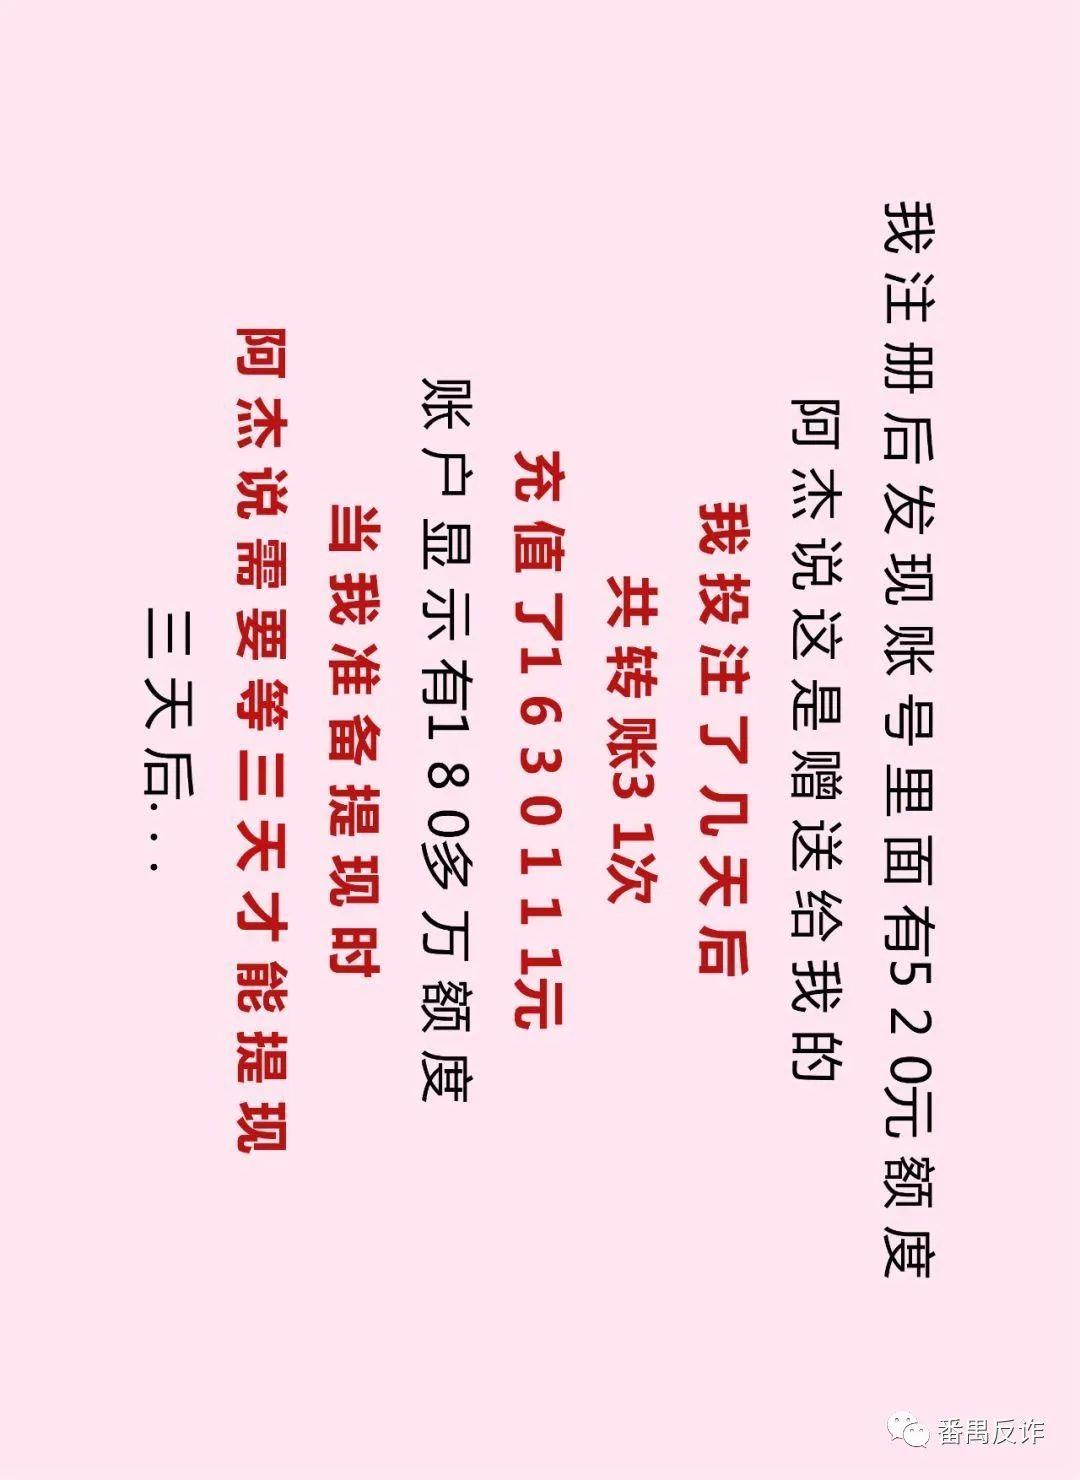 我注册后发现账号里面有520元额度
阿杰说这是赠送给我的
我投注了几天后
共转账31次
充值了1630111元
账户显示有180多万额度
当我准备提现时
阿杰说需要等三天才能提现
三天后...
番禺反诈